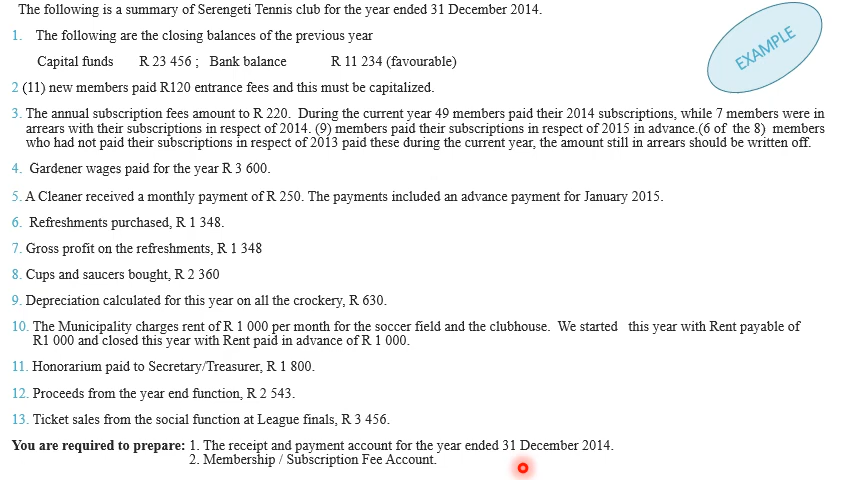 The following is a summary of Serengeti Tennis club for the year ended 31 December 2014.
EXAMPLE
1. The following are the closing balances of the previous year
Capital funds R 23 456 ; Bank balance R 11 234 (favourable)
2 (11) new members paid R120 entrance fees and this must be capitalized.
3. The annual subscription fees amount to R 220. During the current year 49 members paid their 2014 subscriptions, while 7 members were in
arrears with their subscriptions in respect of 2014. (9) members paid their subscriptions in respect of 2015 in advance.(6 of the 8) members
who had not paid their subscriptions in respect of 2013 paid these during the current year, the amount still in arrears should be written off.
4. Gardener wages paid for the year R 3 600.
5. A Cleaner received a monthly payment of R 250. The payments included an advance payment for January 2015.
6. Refreshments purchased, R 1 348.
7. Gross profit on the refreshments, R 1 348
8. Cups and saucers bought, R 2 360
9. Depreciation calculated for this year on all the crockery, R 630.
10. The Municipality charges rent of R 1 000 per month for the soccer field and the clubhouse. We started this year with Rent payable of
R1 000 and closed this year with Rent paid in advance of R 1 000.
11. Honorarium paid to Secretary/Treasurer, R 1 800.
12. Proceeds from the year end function, R 2 543.
13. Ticket sales from the social function at League finals, R 3 456.
You are required to prepare: 1. The receipt and payment account for the year ended 31 December 2014.
2. Membership / Subscription Fee Account.